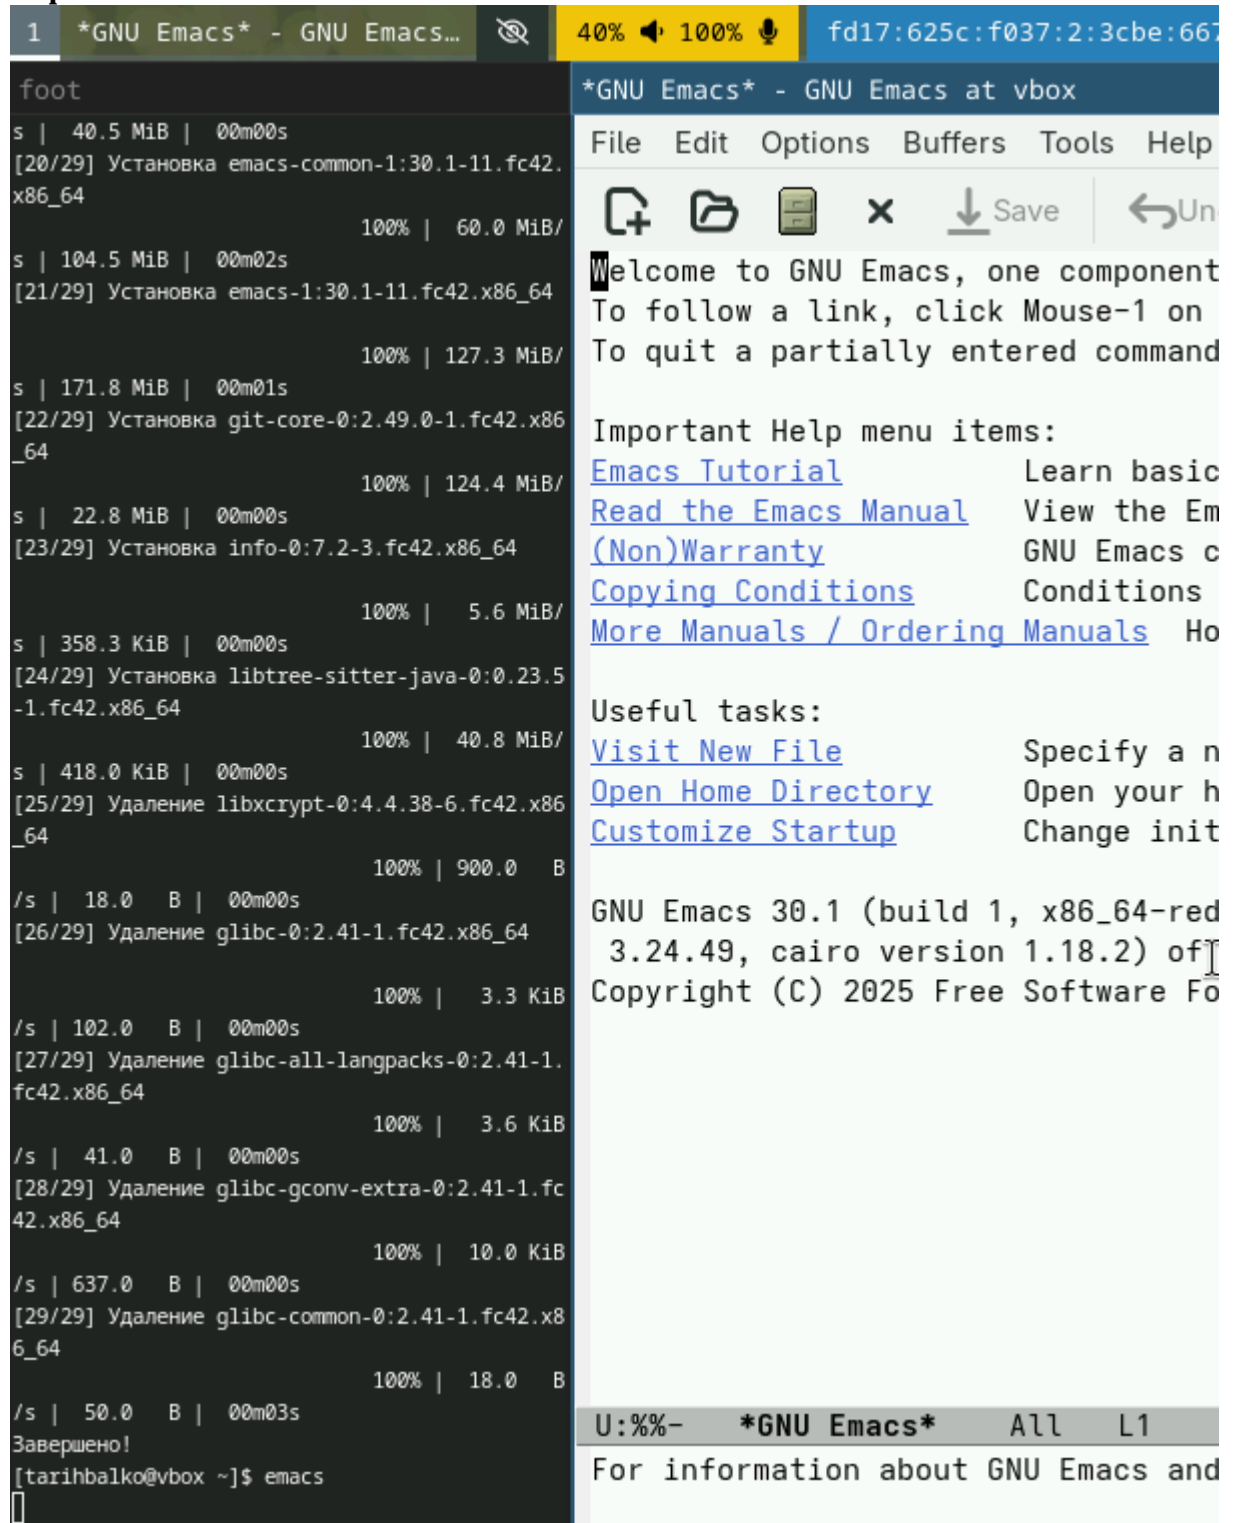 1 *GNU Emacs* - GNU Emacs… 40% 100% fd17:625c:f037:2:3cbe:667
foot
s | 40.5 MiB | 00m00s
[20/29] Установка emacs-common-1:30.1-11.fc42.
x86_64
100% | 60.0 MiB/
s | 104.5 MiB | 00m02s
[21/29] Установка emacs-1:30.1-11.fc42.x86_64
100% | 127.3 MiB/
s | 171.8 MiB | 00m01s
[22/29] Установка git-core-0:2.49.0-1.fc42.x86
_64
100% | 124.4 MiB/
s | 22.8 MiB | 00m00s
[23/29] Установка info-0:7.2-3.fc42.x86_64
100% | 5.6 MiB/
s | 358.3 KiB | 00m00s
[24/29] Установка libtree-sitter-java-0:0.23.5
-1.fc42.x86_64
100% | 40.8 MiB/
s | 418.0 KiB | 00m00s
[25/29] Удаление libxcrypt-0:4.4.38-6.fc42.x86
_64
100% | 900.0 B
/s | 18.0 B | 00m00s
[26/29] Удаление glibc-0:2.41-1.fc42.x86_64
100% | 3.3 KiB
/s | 102.0 B | 00m00s
[27/29] Удаление glibc-all-langpacks-0:2.41-1.
fc42.x86_64
100% | 3.6 KiB
/s | 41.0 B | 00m00s
[28/29] Удаление glibc-gconv-extra-0:2.41-1.fc
42.x86_64
100% | 10.0 KiB
/s | 637.0 B | 00m00s
[29/29] Удаление glibc-common-0:2.41-1.fc42.x8
6_64
100% | 18.0 B
/s | 50.0 B | 00m03s
Завершено!
[tarihbalko@vbox ~]$ emacs
*GNU Emacs* - GNU Emacs at vbox
File Edit Options Buffers Tools Help
Save Un
Welcome to GNU Emacs, one component
To follow a link, click Mouse-1 on
To quit a partially entered command
Important Help menu items:
Emacs Tutorial Learn basic
Read the Emacs Manual View the Em
(Non)Warranty GNU Emacs c
Copying Conditions Conditions
More Manuals / Ordering Manuals Ho
Useful tasks:
Visit New File Specify a n
Open Home Directory Open your h
Customize Startup Change init
GNU Emacs 30.1 (build 1, x86_64-red
3.24.49, cairo version 1.18.2) of
Copyright (C) 2025 Free Software Fo
U:%%- *GNU Emacs* All L1
For information about GNU Emacs and